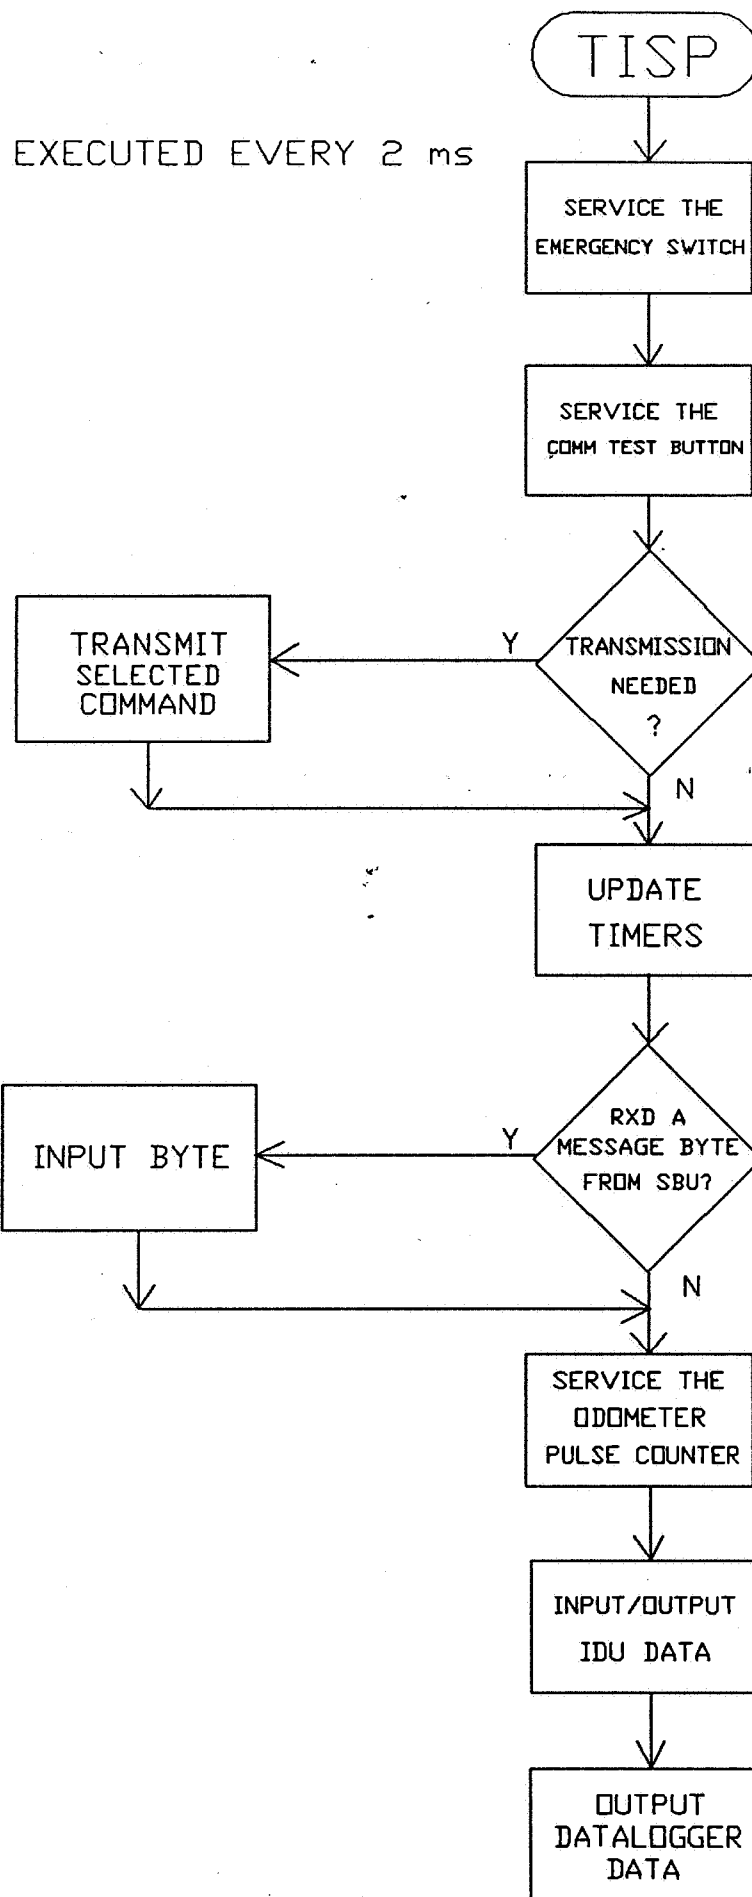 TISP
EXECUTED EVERY 2 ms
SERVICE THE
EMERGENCY SWITCH
SERVICE THE
COMM TEST BUTTON
TRANSMISSION
NEEDED
?
Y
TRANSMIT
SELECTED
COMMAND
N
UPDATE
TIMERS
RXD A
MESSAGE BYTE
FROM SBU?
Y
INPUT BYTE
N
SERVICE THE
ODOMETER
PULSE COUNTER
INPUT/OUTPUT
IDU DATA
OUTPUT
DATALOGGER
DATA